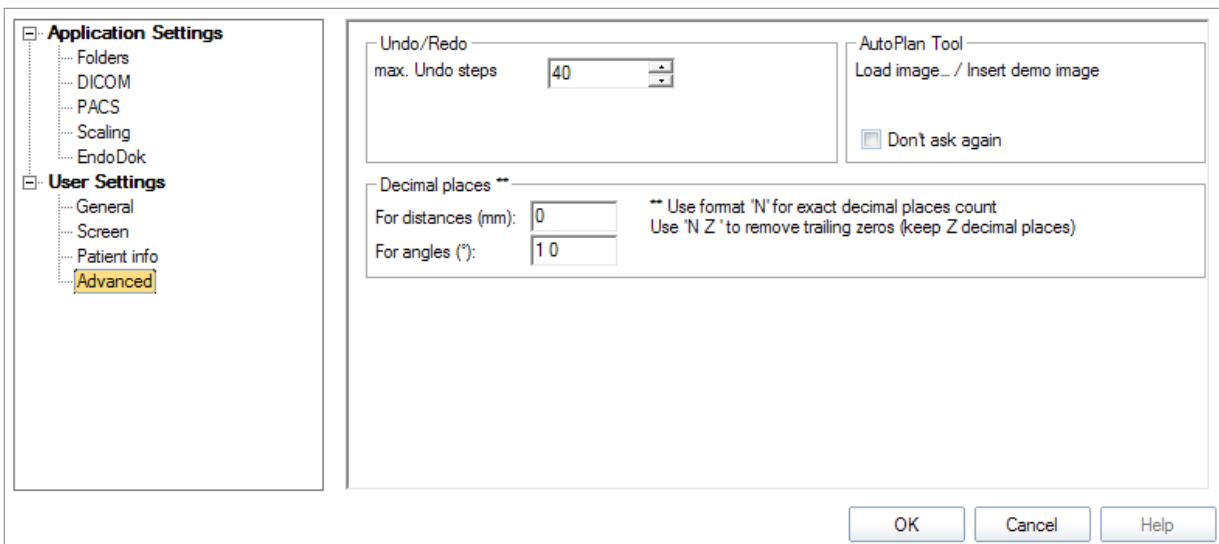 Application Settings
Folders
DICOM
PACS
Scaling
EndoDok
User Settings
General
Screen
Patient info
Advanced
Undo/Redo
max. Undo steps 40
AutoPlan Tool
Load image... / Insert demo image
Don't ask again
Decimal places **
For distances (mm): 0
For angles (°): 1 0
** Use format 'N' for exact decimal places count
Use 'N Z ' to remove trailing zeros (keep Z decimal places)
OK Cancel Help